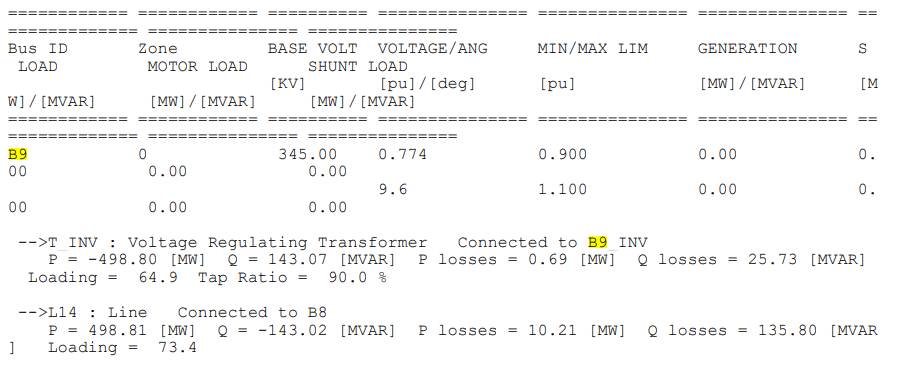 ============= ============ ========== =============== =============== =============== ==
============= =============== ===============
Bus ID Zone BASE VOLT VOLTAGE/ANG MIN/MAX LIM GENERATION S
LOAD MOTOR LOAD SHUNT LOAD
[KV] [pu]/[deg] [pu] [MW]/[MVAR] [M
W]/[MVAR] [MW]/[MVAR] [MW]/[MVAR]
============= ============ ========== =============== =============== =============== ==
============= =============== ===============
B9 0 345.00 0.774 0.900 0.00 0.
00 0.00 0.00
9.6 1.100 0.00 0.
00 0.00 0.00
-->T_INV : Voltage Regulating Transformer Connected to B9_INV
P = -498.80 [MW] Q = 143.07 [MVAR] P losses = 0.69 [MW] Q losses = 25.73 [MVAR]
Loading = 64.9 Tap Ratio = 90.0 %
-->L14 : Line Connected to B8
P = 498.81 [MW] Q = -143.02 [MVAR] P losses = 10.21 [MW] Q losses = 135.80 [MVAR
] Loading = 73.4